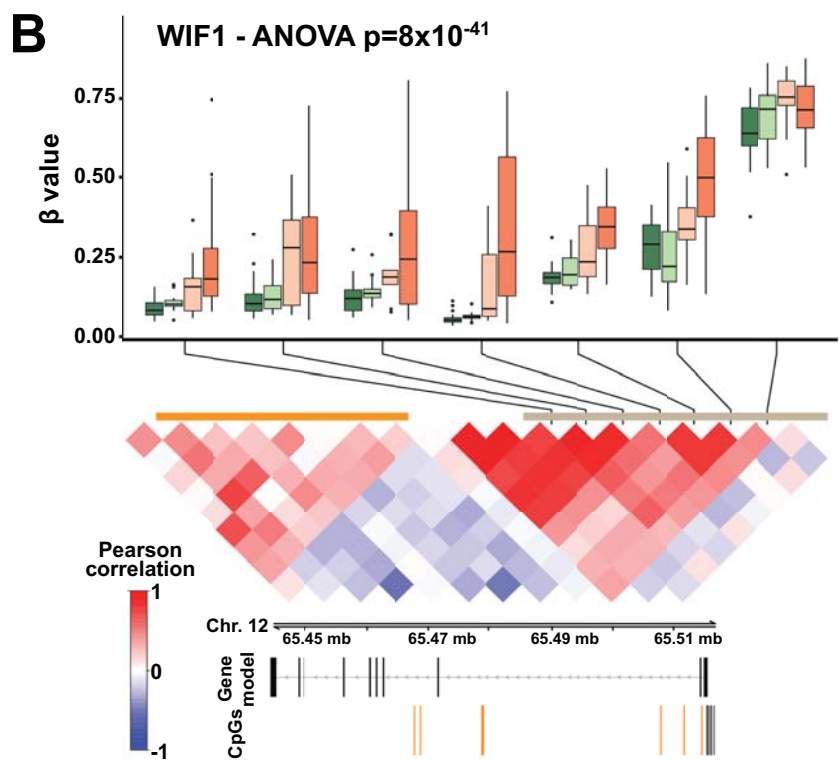 B
WIF1 - ANOVA p=8x10⁻⁴¹
β value
0.75
0.50
0.25
0.00
Pearson
correlation
1
0
-1
Chr. 12
65.45 mb
65.47 mb
65.49 mb
65.51 mb
Gene
model
CpGs